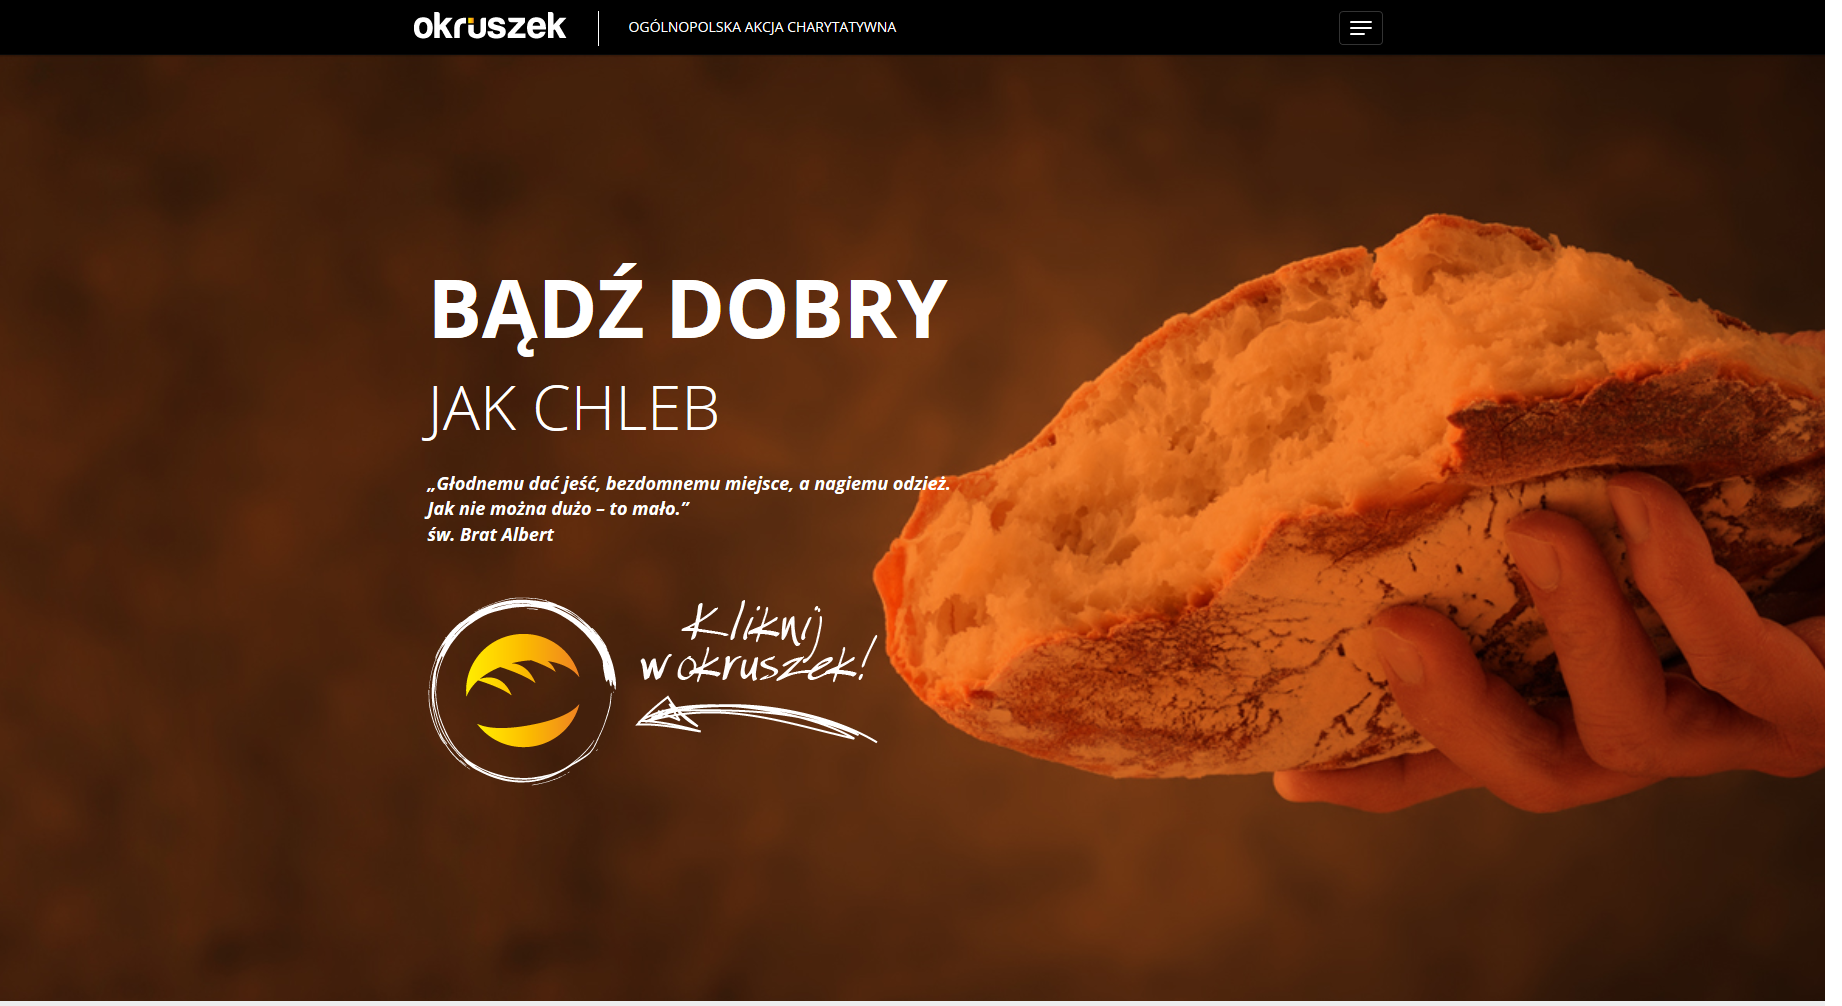 okruszek
OGÓLNOPOLSKA AKCJA CHARYTATYWNA
BĄDŹ DOBRY
JAK CHLEB
„Głodnemu dać jeść, bezdomnemu miejsce, a nagiemu odzież.
Jak nie można dużo – to mało.”
św. Brat Albert
Kliknij
w okruszek!